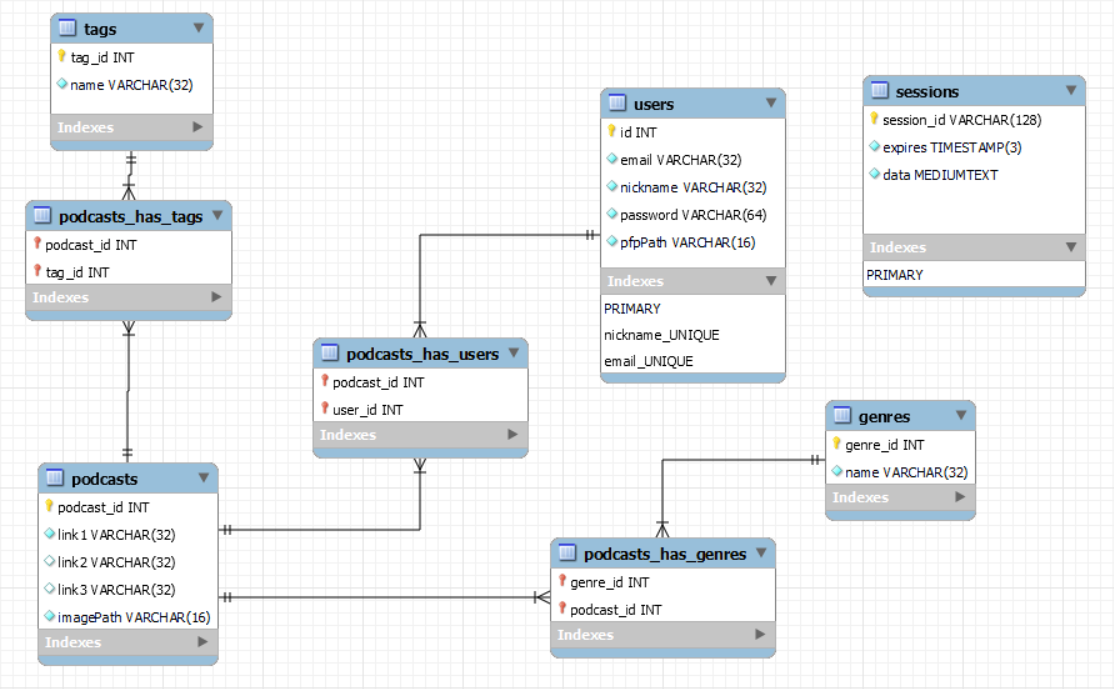 tags
tag_id INT
name VARCHAR(32)
Indexes
podcasts_has_tags
podcast_id INT
tag_id INT
Indexes
podcasts
podcast_id INT
link1 VARCHAR(32)
link2 VARCHAR(32)
link3 VARCHAR(32)
imagePath VARCHAR(16)
Indexes
podcasts_has_users
podcast_id INT
user_id INT
Indexes
users
id INT
email VARCHAR(32)
nickname VARCHAR(32)
password VARCHAR(64)
pfpPath VARCHAR(16)
Indexes
PRIMARY
nickname_UNIQUE
email_UNIQUE
sessions
session_id VARCHAR(128)
expires TIMESTAMP(3)
data MEDIUMTEXT
Indexes
PRIMARY
genres
genre_id INT
name VARCHAR(32)
Indexes
podcasts_has_genres
genre_id INT
podcast_id INT
Indexes